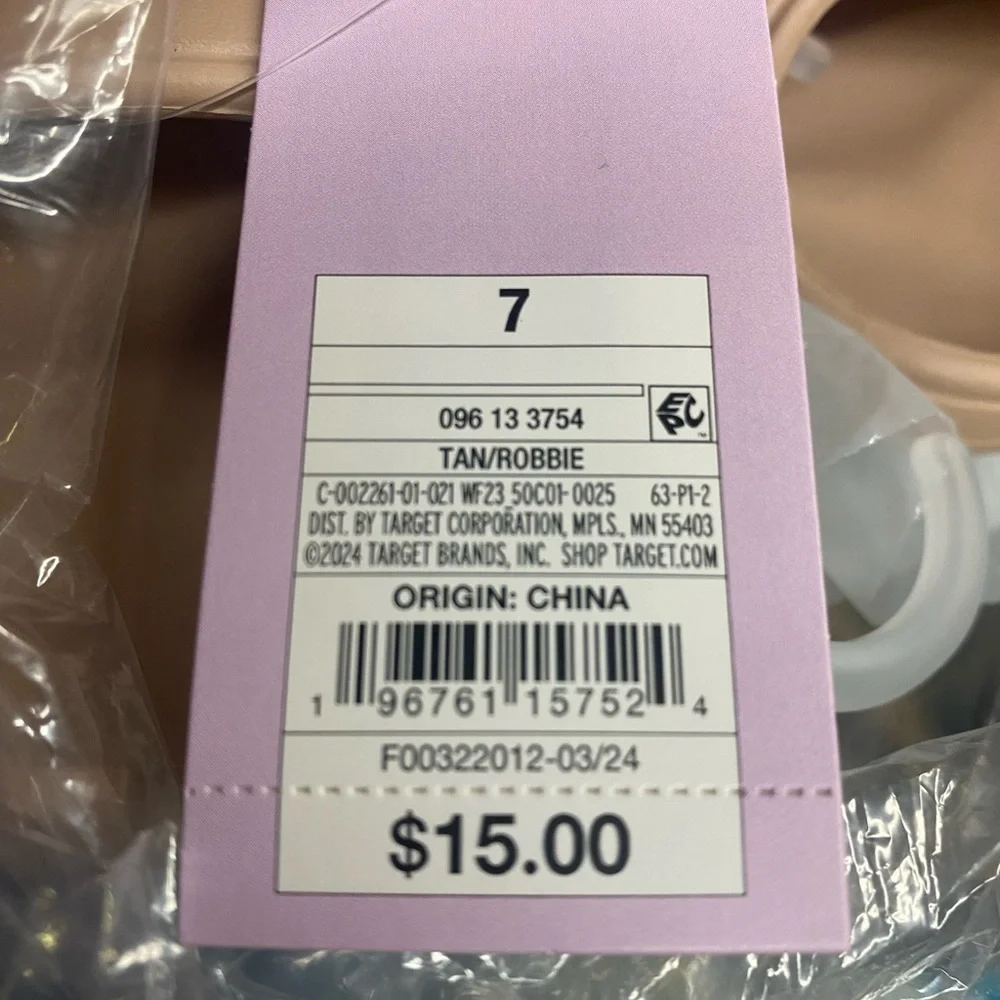 7
096 13 3754
EPC
™
TAN/ROBBIE
C-002261-01-021 WF23 50C01-0025 63-P1-2
DIST. BY TARGET CORPORATION, MPLS., MN 55403
©2024 TARGET BRANDS, INC. SHOP TARGET.COM
ORIGIN: CHINA
1 96761 15752 4
F00322012-03/24
$15.00